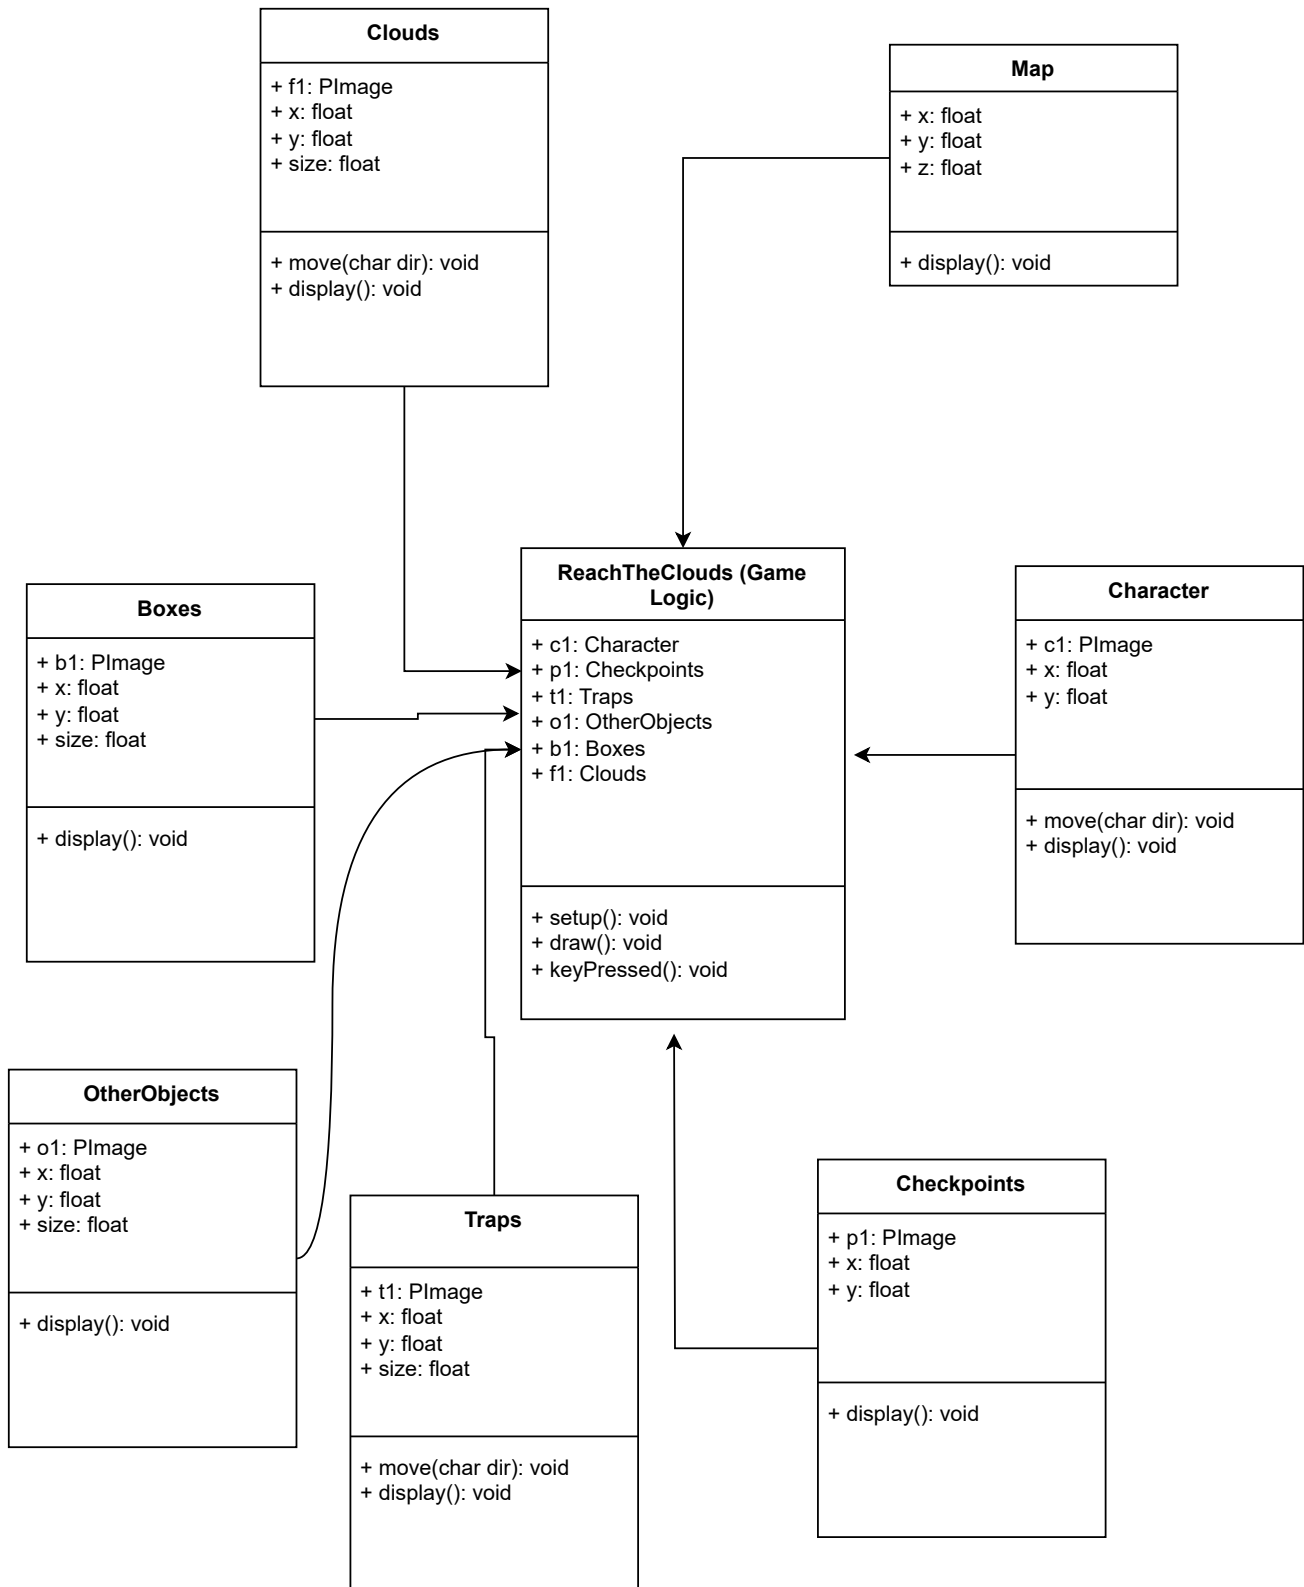 Clouds
+ f1: PImage
+ x: float
+ y: float
+ size: float
+ move(char dir): void
+ display(): void
Map
+ x: float
+ y: float
+ z: float
+ display(): void
ReachTheClouds (Game
Logic)
+ c1: Character
+ p1: Checkpoints
+ t1: Traps
+ o1: OtherObjects
+ b1: Boxes
+ f1: Clouds
+ setup(): void
+ draw(): void
+ keyPressed(): void
Character
+ c1: PImage
+ x: float
+ y: float
+ move(char dir): void
+ display(): void
Boxes
+ b1: PImage
+ x: float
+ y: float
+ size: float
+ display(): void
OtherObjects
+ o1: PImage
+ x: float
+ y: float
+ size: float
+ display(): void
Traps
+ t1: PImage
+ x: float
+ y: float
+ size: float
+ move(char dir): void
+ display(): void
Checkpoints
+ p1: PImage
+ x: float
+ y: float
+ display(): void